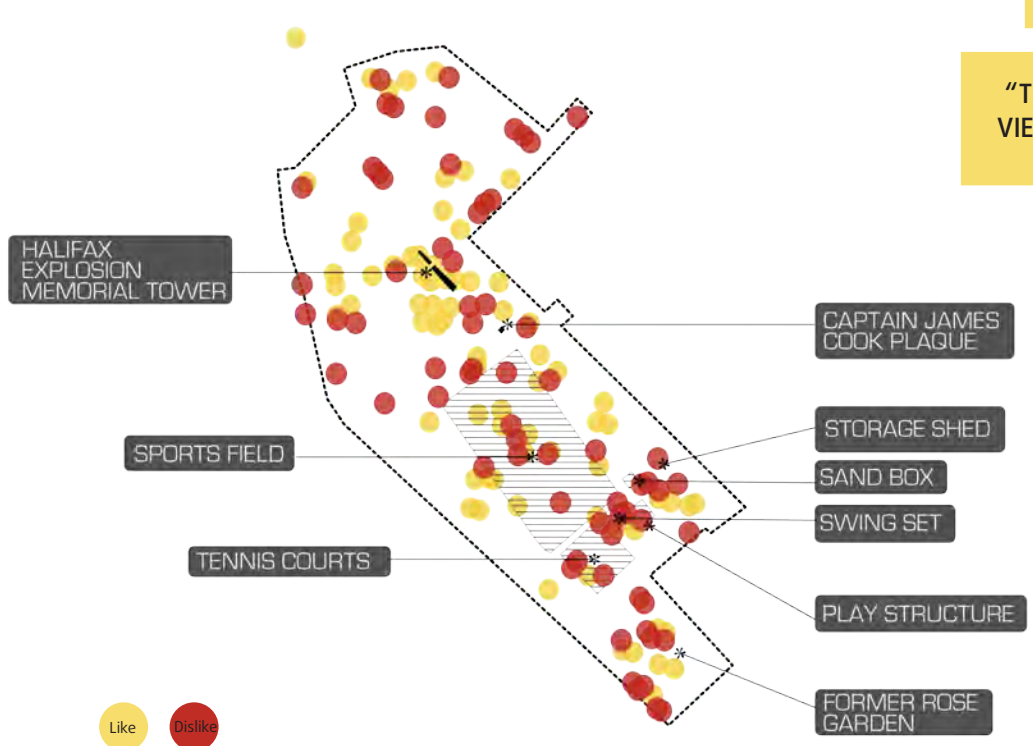 “T
VIE
HALIFAX
EXPLOSION
MEMORIAL TOWER
CAPTAIN JAMES
COOK PLAQUE
STORAGE SHED
SPORTS FIELD
SAND BOX
SWING SET
TENNIS COURTS
PLAY STRUCTURE
FORMER ROSE
GARDEN
Like
Dislike